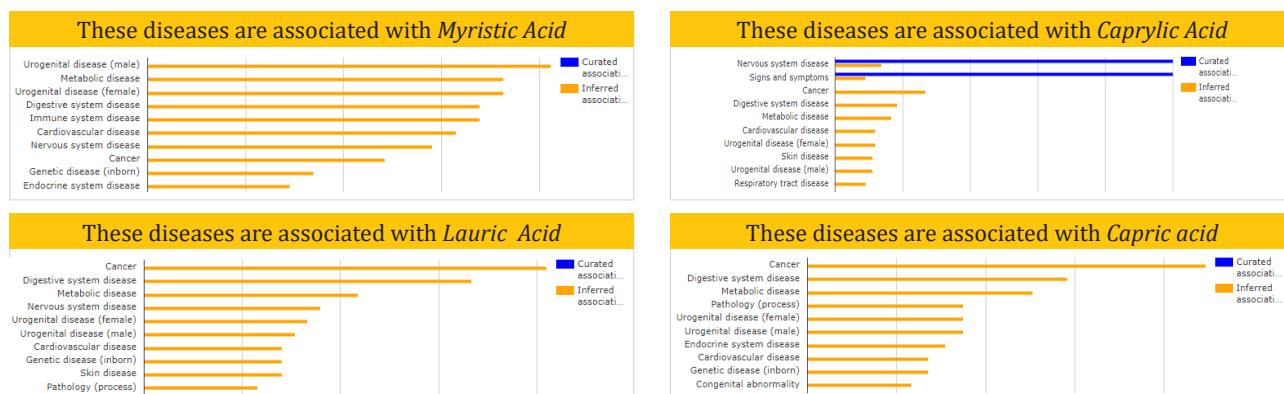 These diseases are associated with Myristic Acid
Urogenital disease (male)
Metabolic disease
Urogenital disease (female)
Digestive system disease
Immune system disease
Cardiovascular disease
Nervous system disease
Cancer
Genetic disease (inborn)
Endocrine system disease
Curated
associati...
Inferred
associati...
These diseases are associated with Caprylic Acid
Nervous system disease
Signs and symptoms
Cancer
Digestive system disease
Metabolic disease
Cardiovascular disease
Urogenital disease (female)
Skin disease
Urogenital disease (male)
Respiratory tract disease
Curated
associati...
Inferred
associati...
These diseases are associated with Lauric Acid
Cancer
Digestive system disease
Metabolic disease
Nervous system disease
Urogenital disease (female)
Urogenital disease (male)
Cardiovascular disease
Genetic disease (inborn)
Skin disease
Pathology (process)
Curated
associati...
Inferred
associati...
These diseases are associated with Capric acid
Cancer
Digestive system disease
Metabolic disease
Pathology (process)
Urogenital disease (female)
Urogenital disease (male)
Endocrine system disease
Cardiovascular disease
Genetic disease (inborn)
Congenital abnormality
Curated
associati...
Inferred
associati...